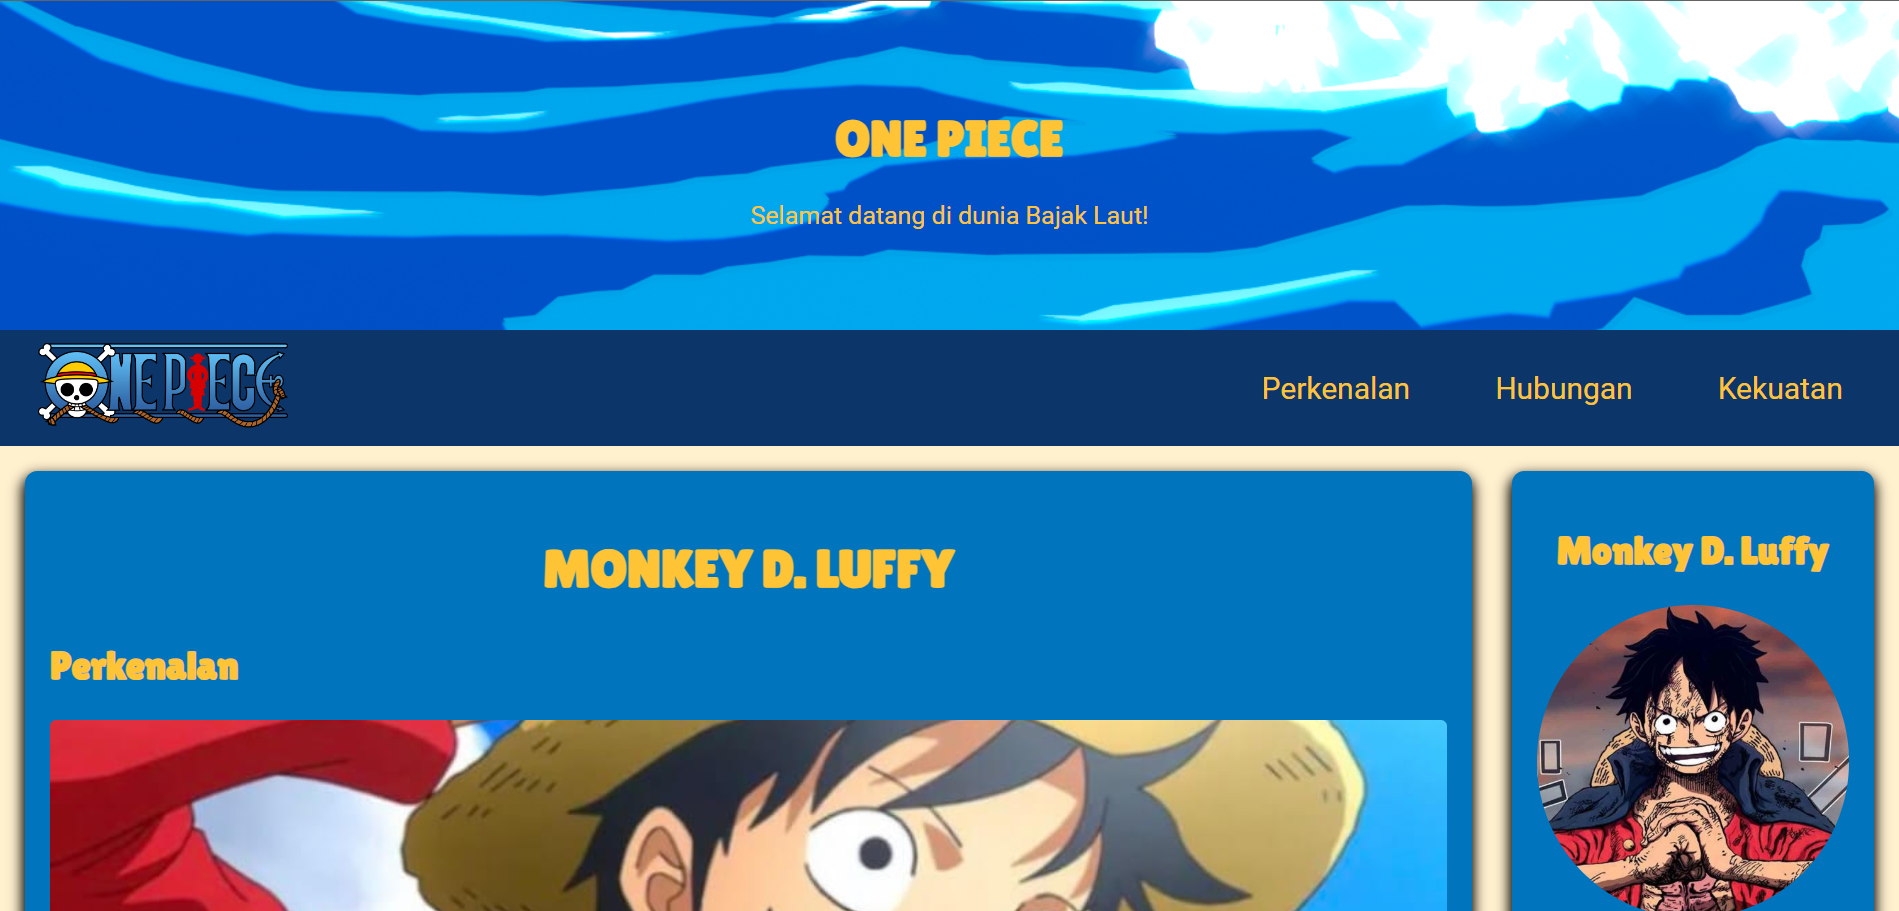 ONE PIECE
Selamat datang di dunia Bajak Laut!
ONE PIECE
Perkenalan
Hubungan
Kekuatan
MONKEY D. LUFFY
Perkenalan
Monkey D. Luffy